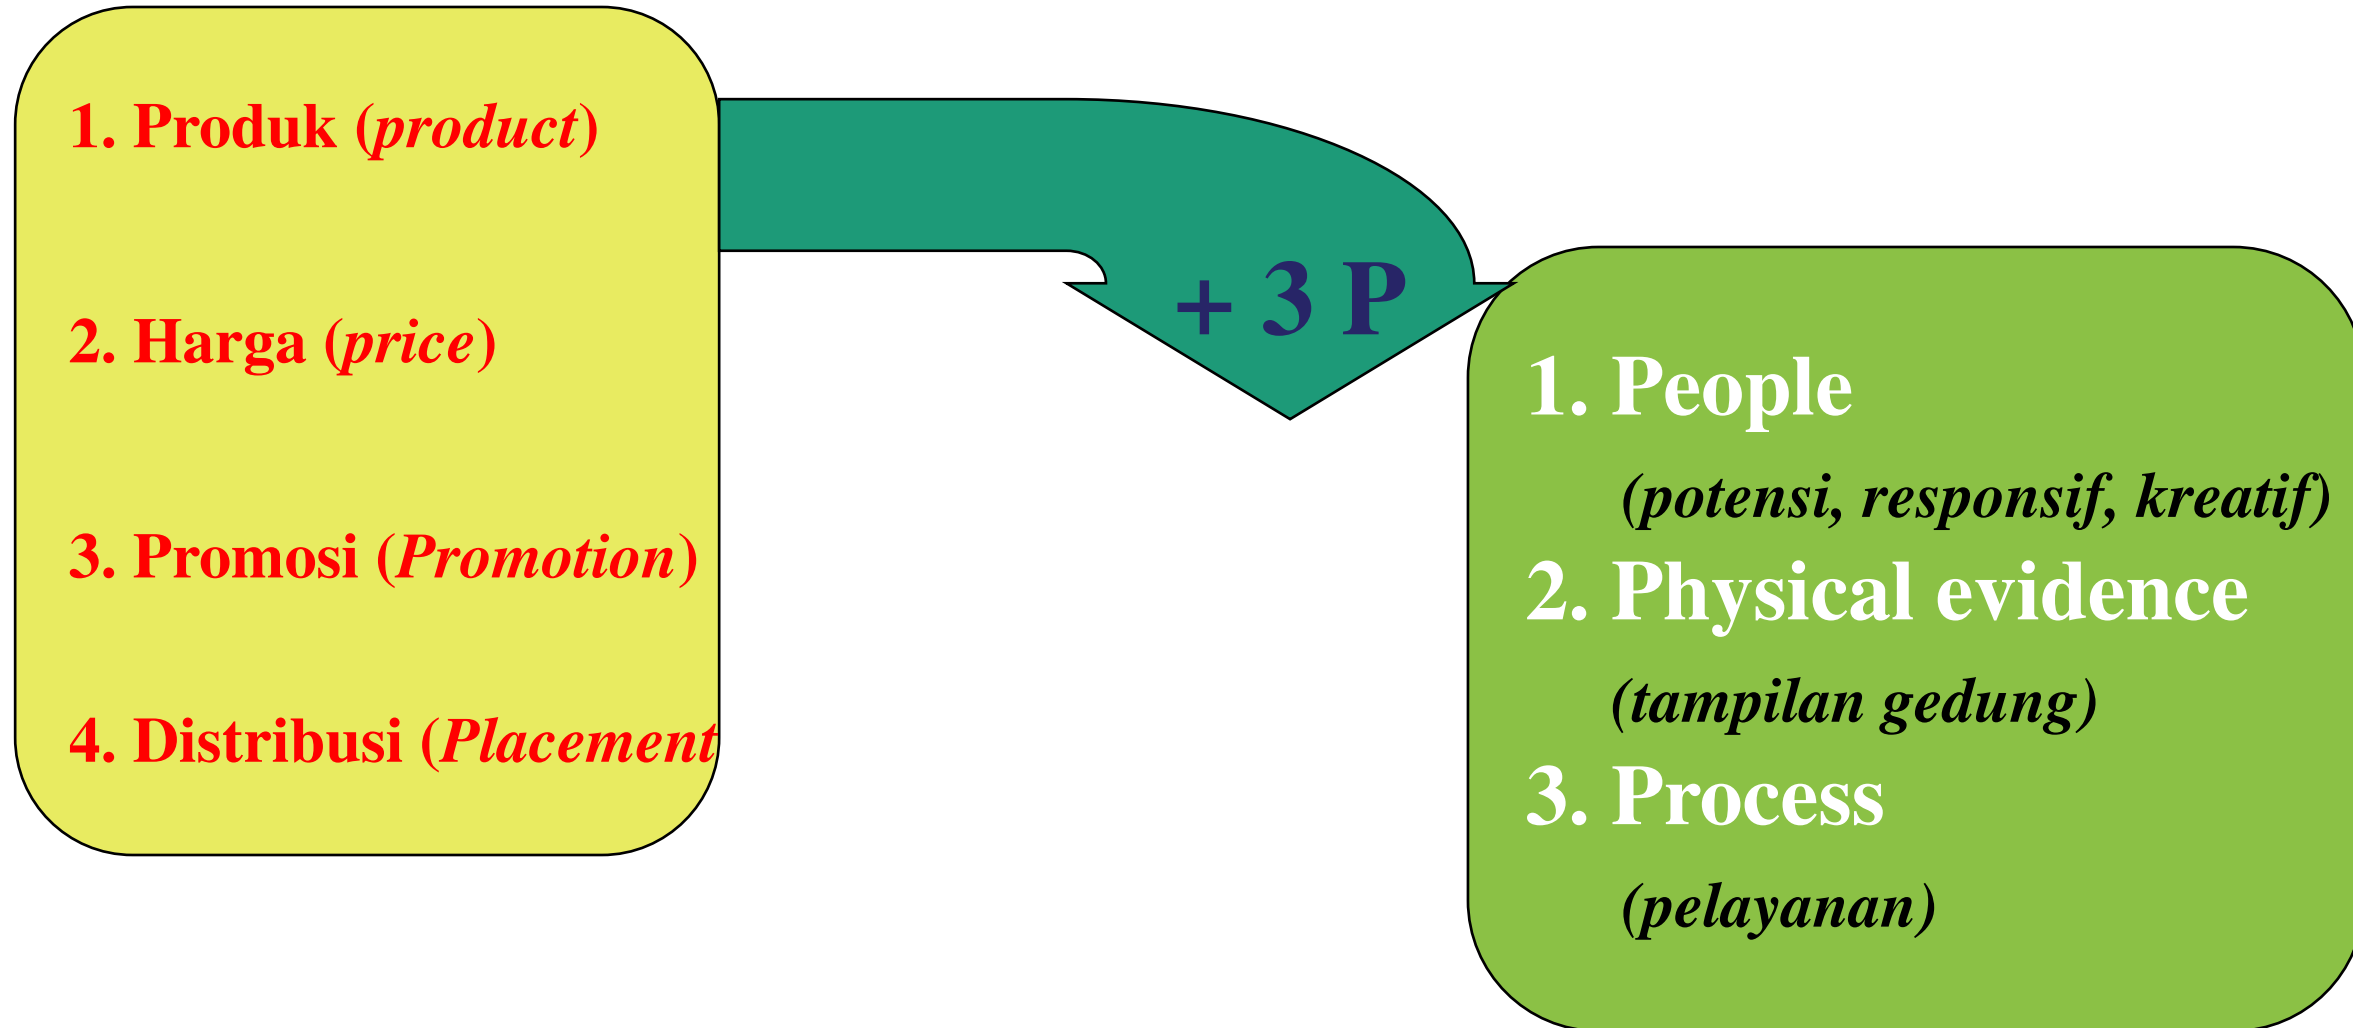 1. Produk (product)
2. Harga (price)
3. Promosi (Promotion)
4. Distribusi (Placement
+ 3 P
1. People
(potensi, responsif, kreatif)
2. Physical evidence
(tampilan gedung)
3. Process
(pelayanan)